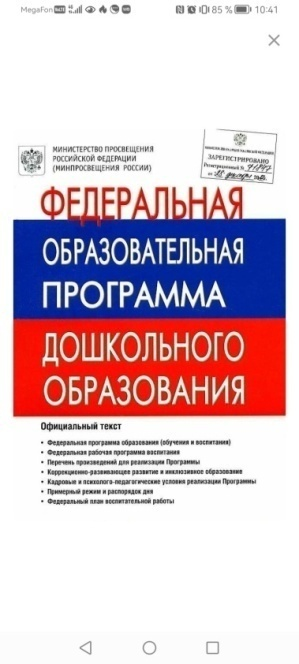 MegaFon
85 %
10:41
МИНИСТЕРСТВО ПРОСВЕЩЕНИЯ
РОССИЙСКОЙ ФЕДЕРАЦИИ
(МИНПРОСВЕЩЕНИЯ РОССИИ)
ЗАРЕГИСТРИРОВАНО
Регистрационный № 71847
ФЕДЕРАЛЬНАЯ
ОБРАЗОВАТЕЛЬНАЯ
ПРОГРАММА
ДОШКОЛЬНОГО
ОБРАЗОВАНИЯ
Официальный текст
• Федеральная программа образования (обучения и воспитания)
• Федеральная рабочая программа воспитания
• Перечень произведений для реализации Программы
• Коррекционно-развивающее развитие и инклюзивное образование
• Кадровые и психолого-педагогические условия реализации Программы
• Примерный режим и распорядок дня
• Федеральный план воспитательной работы